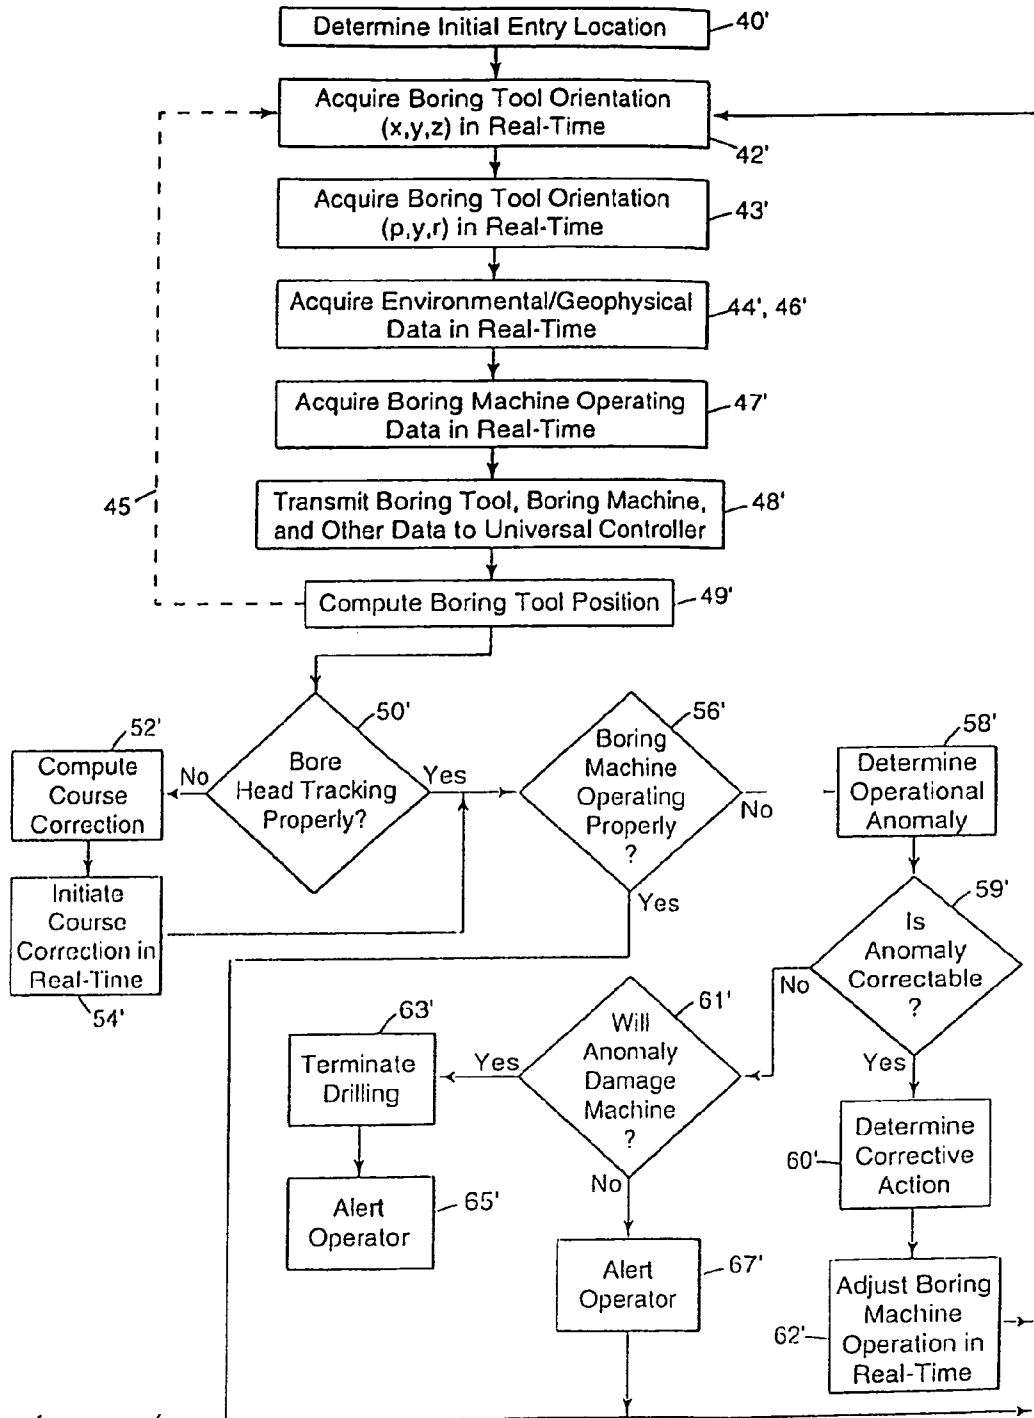 Determine Initial Entry Location
40'
Acquire Boring Tool Orientation
(x,y,z) in Real-Time
42'
Acquire Boring Tool Orientation
(p,y,r) in Real-Time
43'
Acquire Environmental/Geophysical
Data in Real-Time
44', 46'
Acquire Boring Machine Operating
Data in Real-Time
47'
45
Transmit Boring Tool, Boring Machine,
and Other Data to Universal Controller
48'
Compute Boring Tool Position
49'
50'
Bore
Head Tracking
Properly?
No
Yes
52'
Compute
Course
Correction
Initiate
Course
Correction in
Real-Time
54'
56'
Boring
Machine
Operating
Properly
?
No
Yes
58'
Determine
Operational
Anomaly
59'
Is
Anomaly
Correctable
?
No
Yes
61'
Will
Anomaly
Damage
Machine
?
Yes
No
63'
Terminate
Drilling
Alert
Operator
65'
Alert
Operator
67'
60'
Determine
Corrective
Action
62'
Adjust Boring
Machine
Operation in
Real-Time